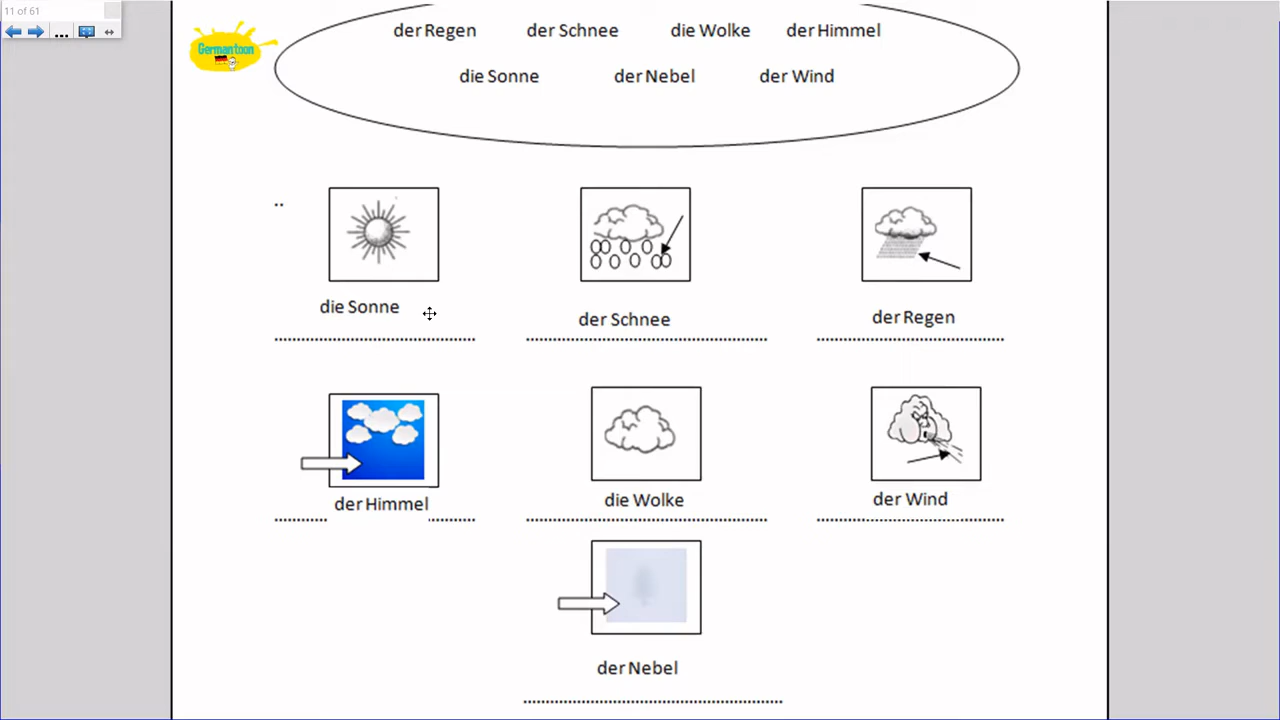 11 of 61
...
der Regen der Schnee die Wolke der Himmel
Germantoon
die Sonne der Nebel der Wind
..
die Sonne der Schnee der Regen
der Himmel die Wolke der Wind
der Nebel